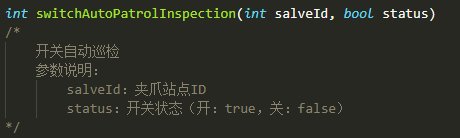 int switchAutoPatrolInspection(int salveId, bool status)
/*
开关自动巡检
参数说明：
salveId：夹爪站点ID
status：开关状态（开：true，关：false）
*/